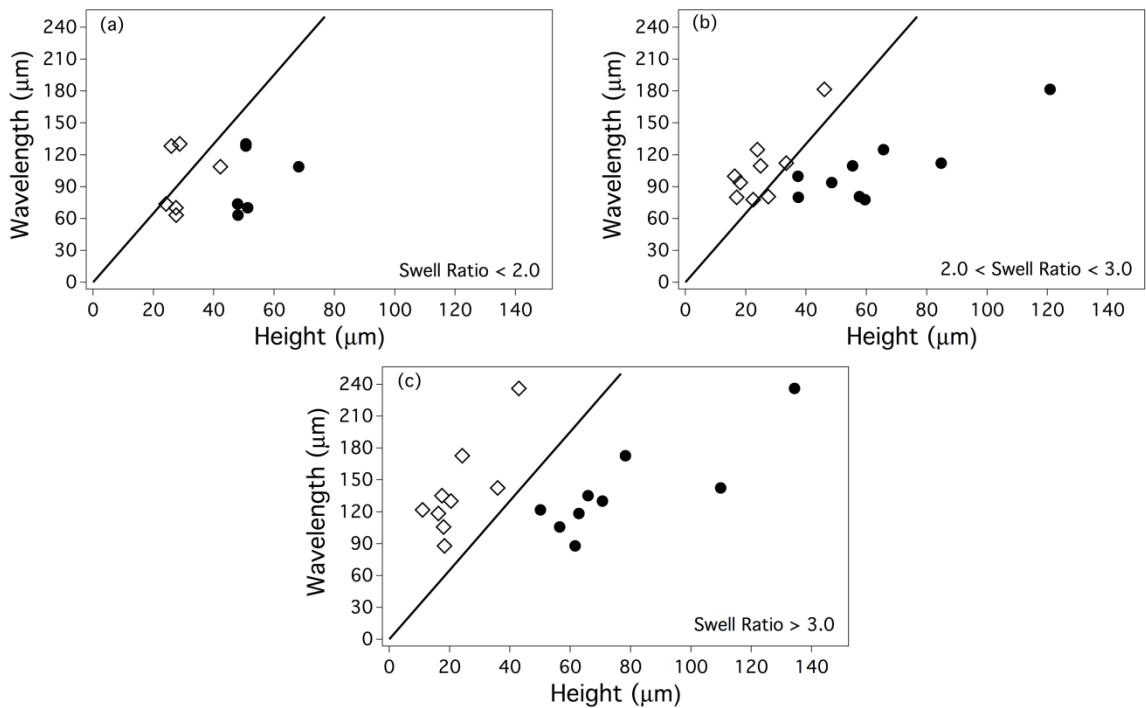 (a)
240
210
180
150
120
90
60
30
0
Wavelength (μm)
0 20 40 60 80 100 120 140
Height (μm)
Swell Ratio < 2.0
(b)
240
210
180
150
120
90
60
30
0
Wavelength (μm)
0 20 40 60 80 100 120 140
Height (μm)
2.0 < Swell Ratio < 3.0
(c)
240
210
180
150
120
90
60
30
0
Wavelength (μm)
0 20 40 60 80 100 120 140
Height (μm)
Swell Ratio > 3.0